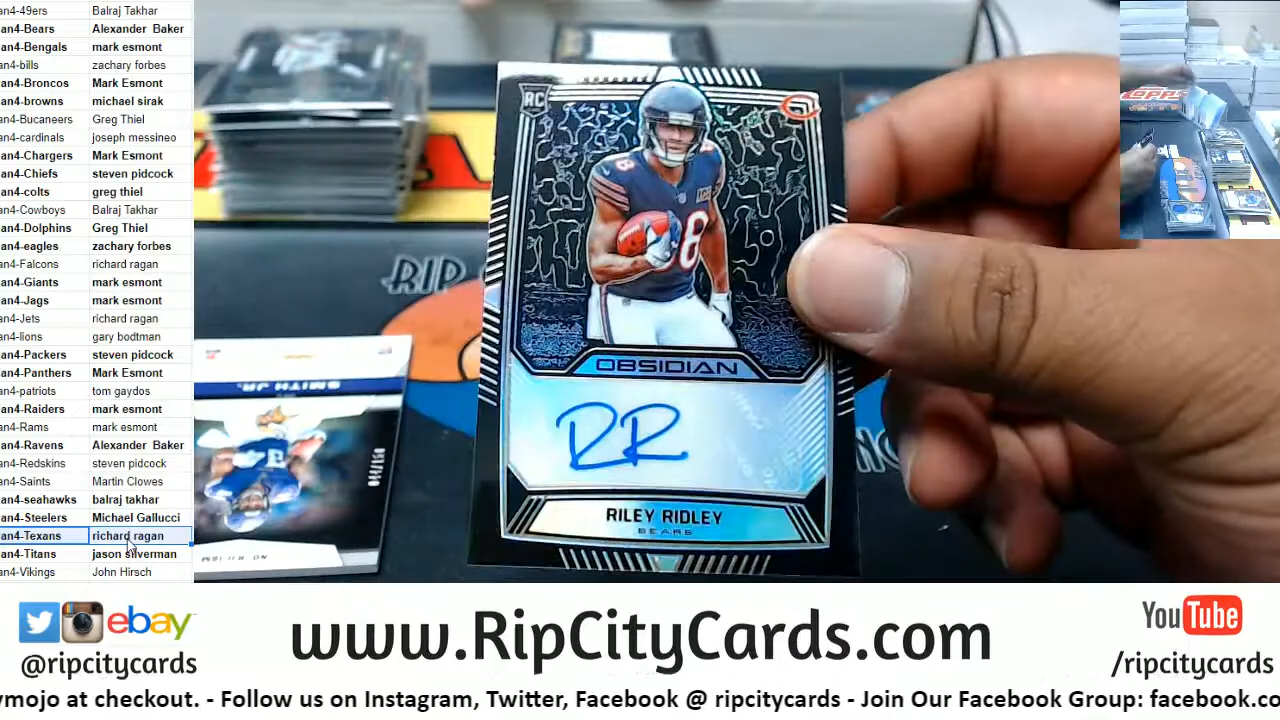 an4-49ers Balraj Takhar
an4-Bears Alexander Baker
an4-Bengals mark esmont
an4-bills zachary forbes
an4-Broncos Mark Esmont
an4-browns michael sirak
an4-Bucaneers Greg Thiel
an4-cardinals joseph messineo
an4-Chargers Mark Esmont
an4-Chiefs steven pidcock
an4-colts greg thiel
an4-Cowboys Balraj Takhar
an4-Dolphins Greg Thiel
an4-eagles zachary forbes
an4-Falcons richard ragan
an4-Giants mark esmont
an4-Jags mark esmont
an4-Jets richard ragan
an4-lions gary bodtman
an4-Packers steven pidcock
an4-Panthers Mark Esmont
an4-patriots tom gaydos
an4-Raiders mark esmont
an4-Rams mark esmont
an4-Ravens Alexander Baker
an4-Redskins steven pidcock
an4-Saints Martin Clowes
an4-seahawks balraj takhar
an4-Steelers Michael Gallucci
an4-Texans richard ragan
an4-Titans jason silverman
an4-Vikings John Hirsch
RC
88
OBSIDIAN
RR
RILEY RIDLEY
BEARS
RIP
SMITH JR.
Topps
ebay
@ripcitycards
www.RipCityCards.com
YouTube
/ripcitycards
ymojo at checkout. - Follow us on Instagram, Twitter, Facebook @ ripcitycards - Join Our Facebook Group: facebook.co